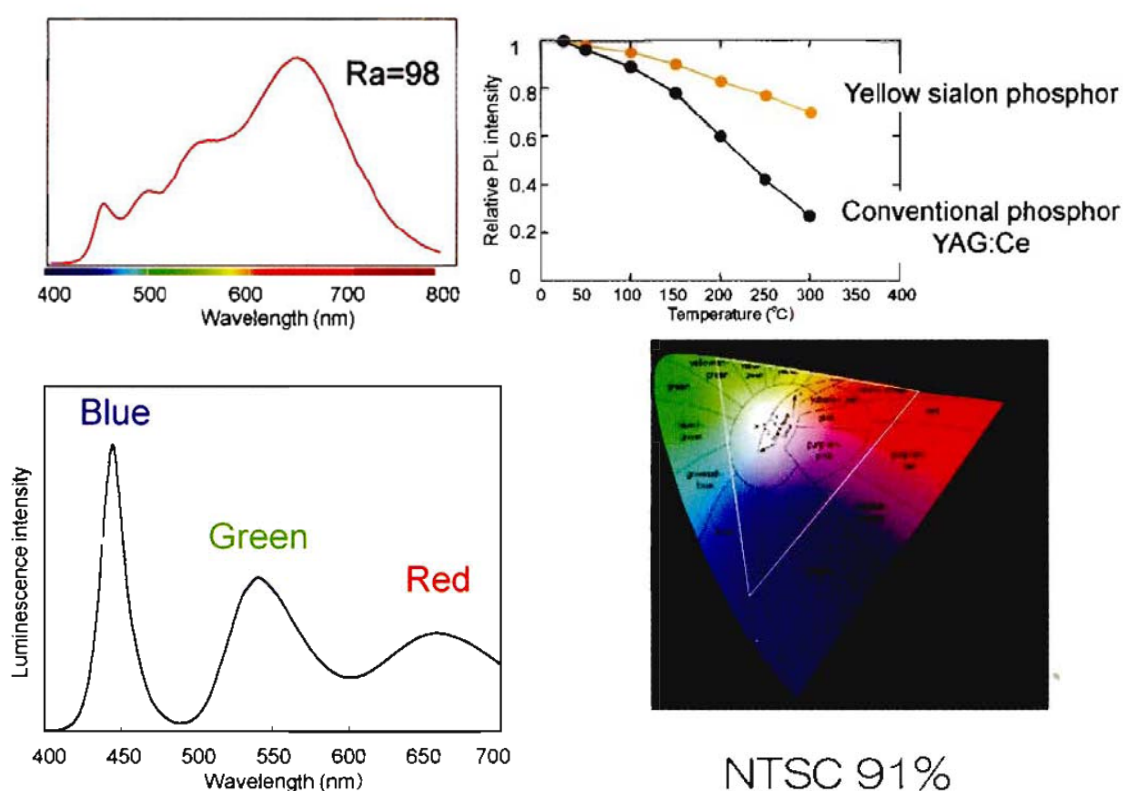 Ra=98
400 500 600 700 800
Wavelength (nm)
Relative PL intensity
1
0.8
0.6
0.4
0.2
0
0 50 100 150 200 250 300 350 400
Temperature (°C)
Yellow sialon phosphor
Conventional phosphor
YAG:Ce
Luminescence intensity
Blue
Green
Red
400 450 500 550 600 650 700
Wavelength (nm)
green
red
NTSC 91%